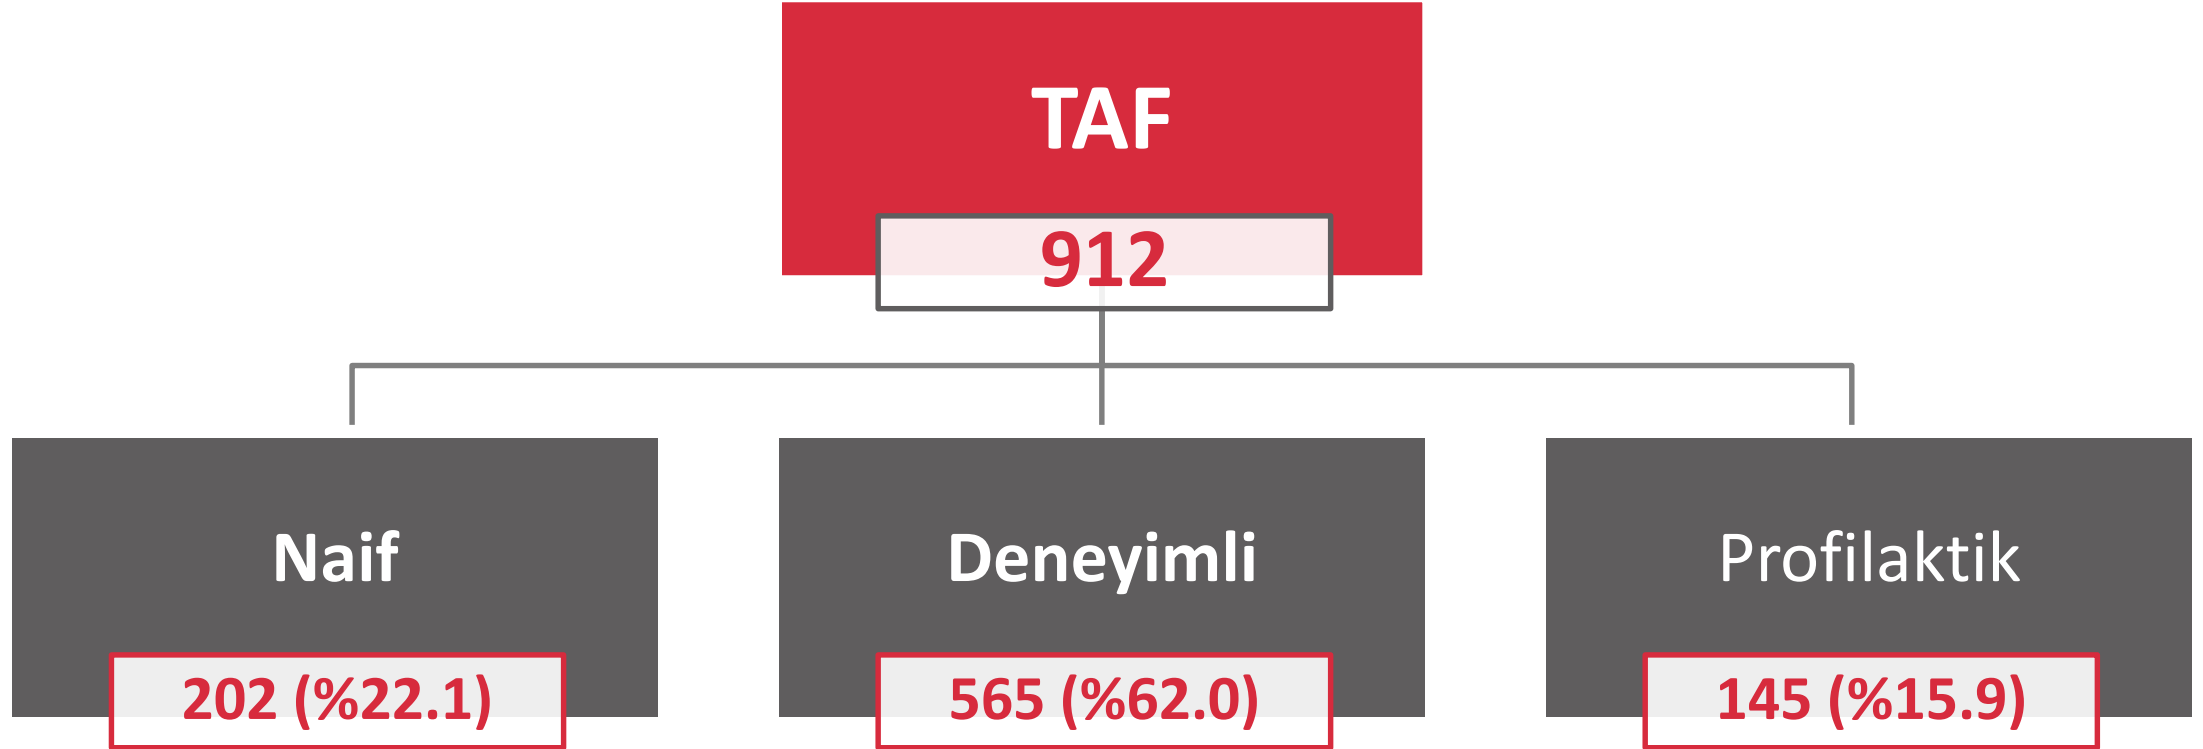 TAF
912
Naif
Deneyimli
Profilaktik
202 (%22.1)
565 (%62.0)
145 (%15.9)